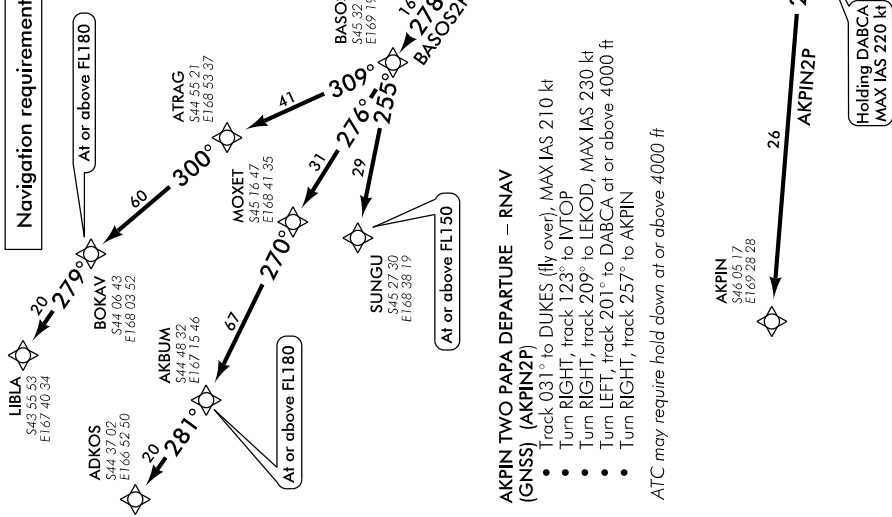 Navigation requirement
At or above FL180
LIBLA
S43 55 53
E167 40 34
20
279°
BOKAV
S44 06 43
E168 03 52
60
300°
ATRAG
S44 55 21
E168 53 37
41
309°
BASOS
S45 32
E169 19
16
278
ADKOS
S44 37 02
E166 52 50
20
281°
AKBUM
S44 48 32
E167 15 46
At or above FL180
67
270°
MOXET
S45 16 47
E168 41 35
31
276°
29
255°
SUNGU
S45 27 30
E168 38 19
At or above FL150
AKPIN TWO PAPA DEPARTURE – RNAV
(GNSS) (AKPIN2P)
• Track 031° to DUKES (fly over), MAX IAS 210 kt
• Turn RIGHT, track 123° to IVTOP
• Turn RIGHT, track 209° to LEKOD, MAX IAS 230 kt
• Turn LEFT, track 201° to DABCA at or above 4000 ft
• Turn RIGHT, track 257° to AKPIN
ATC may require hold down at or above 4000 ft
AKPIN
S46 05 17
E169 28 28
26
AKPIN2P
Holding DABCA
MAX IAS 220 kt